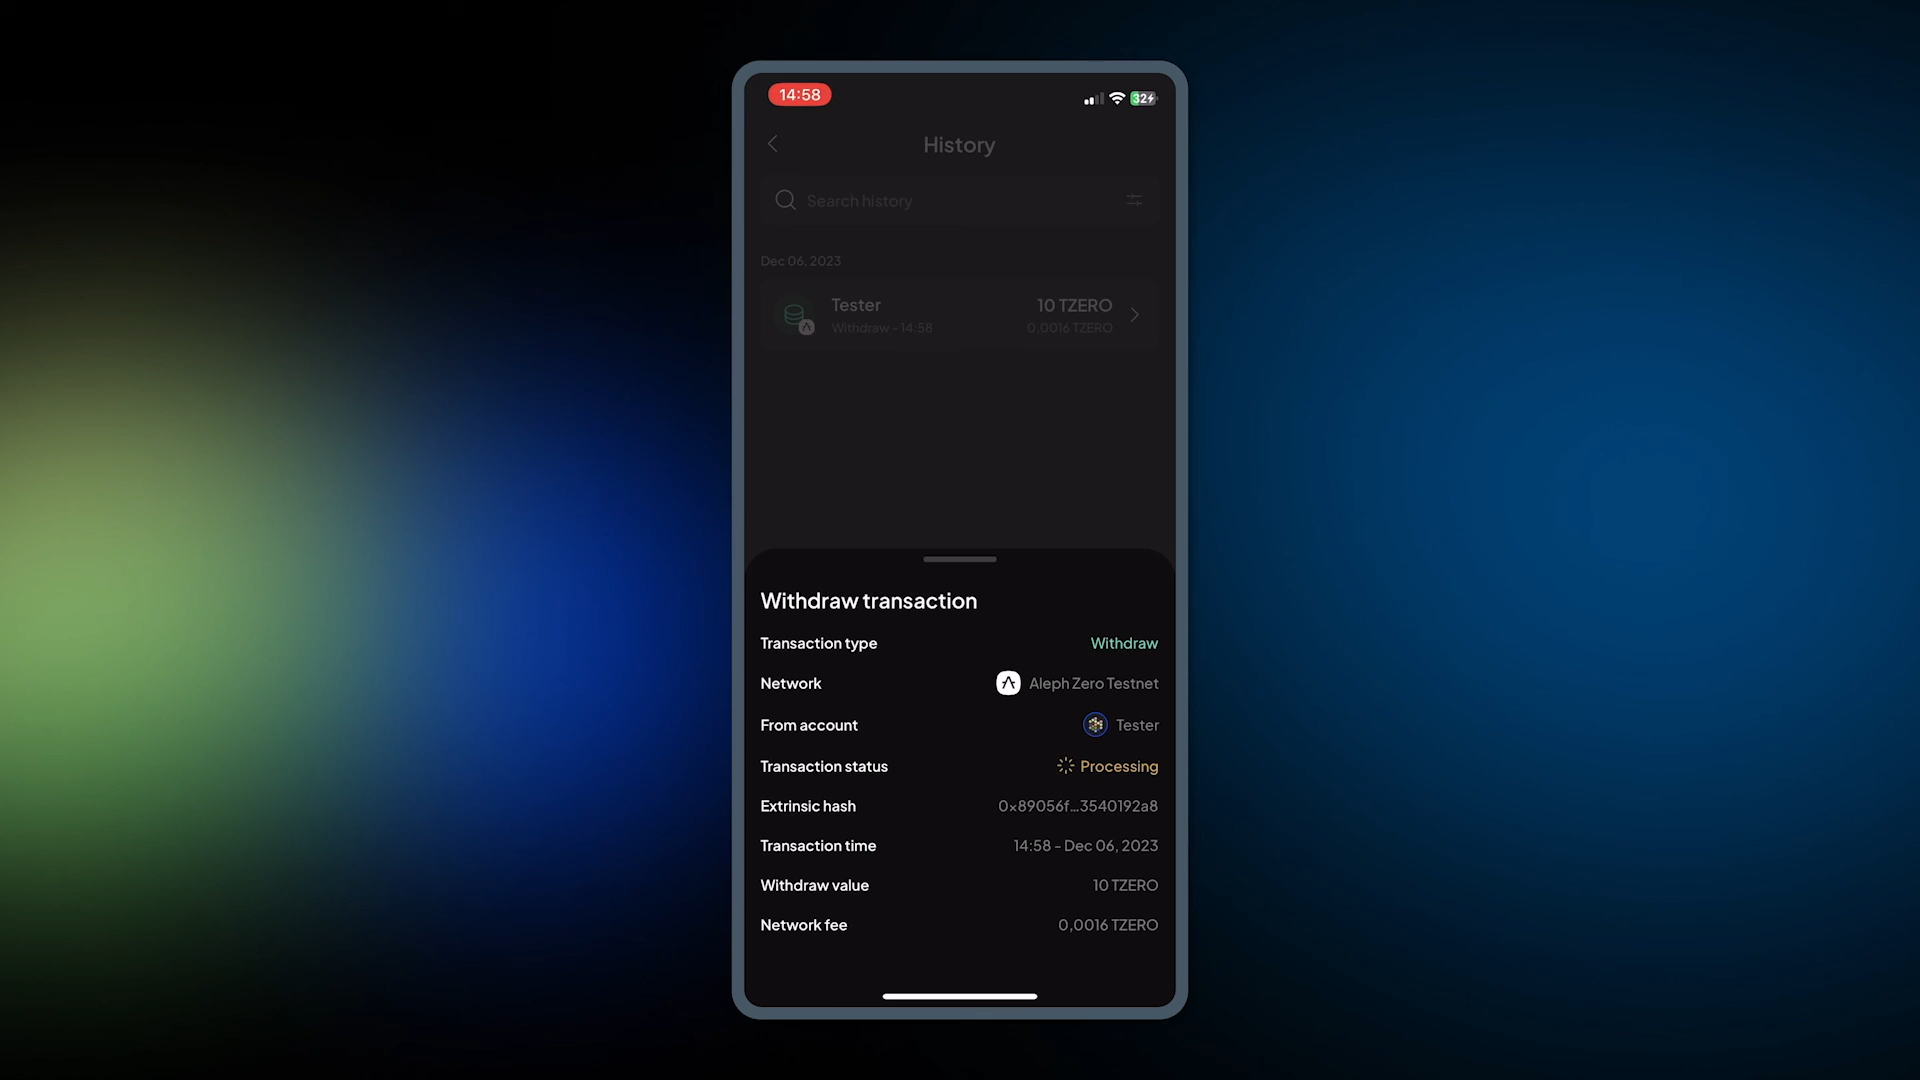 14:58
32
History
Search history
Dec 06, 2023
Tester 10 TZERO
Withdraw - 14:58 0,0016 TZERO
Withdraw transaction
Transaction type Withdraw
Network Aleph Zero Testnet
From account Tester
Transaction status Processing
Extrinsic hash 0x89056f...3540192a8
Transaction time 14:58 - Dec 06, 2023
Withdraw value 10 TZERO
Network fee 0,0016 TZERO